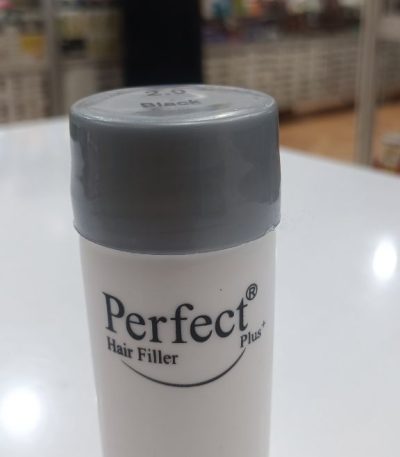 2.0
Black
Perfect®
Hair Filler Plus+